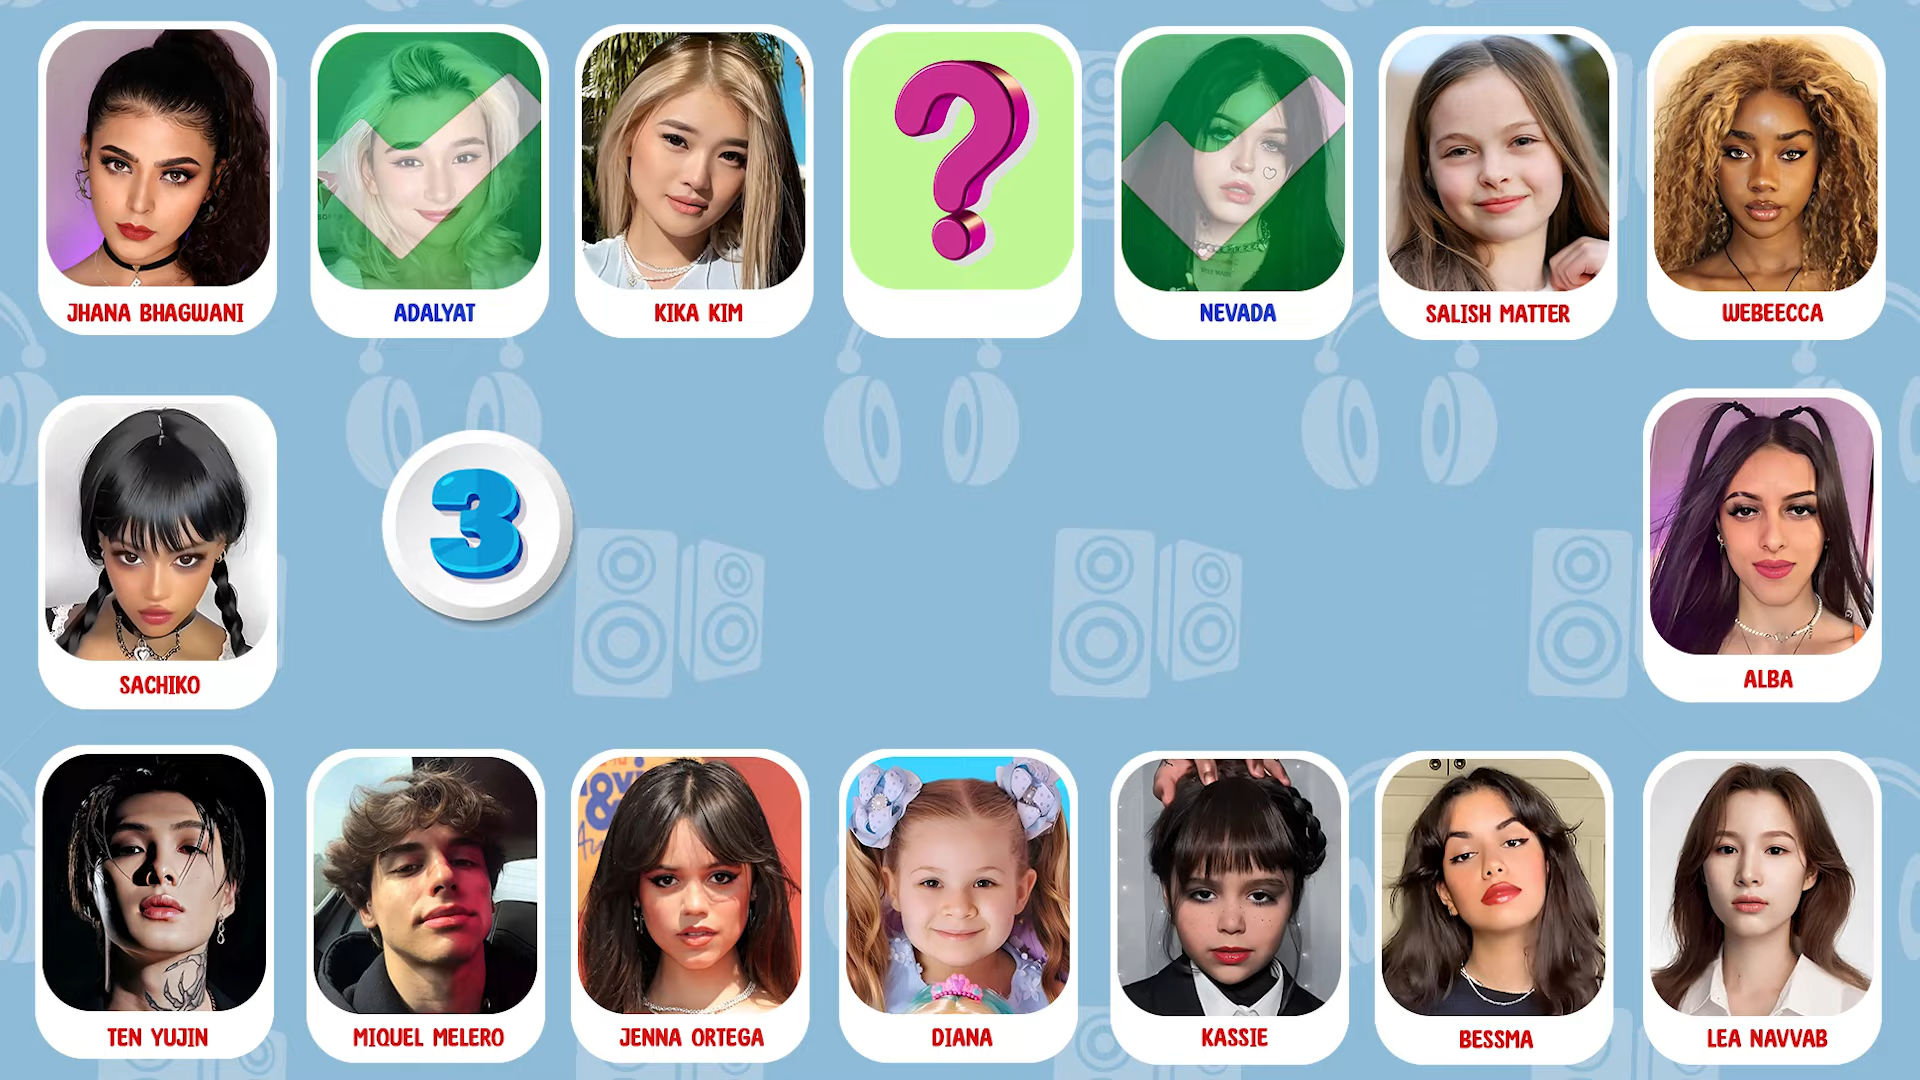 JHANA BHAGWANI
ADALYAT
KIKA KIM
?
NEVADA
SALISH MATTER
WEBEECCA
SACHIKO
3
ALBA
TEN YUJIN
MIQUEL MELERO
JENNA ORTEGA
DIANA
KASSIE
BESSMA
LEA NAVVAB